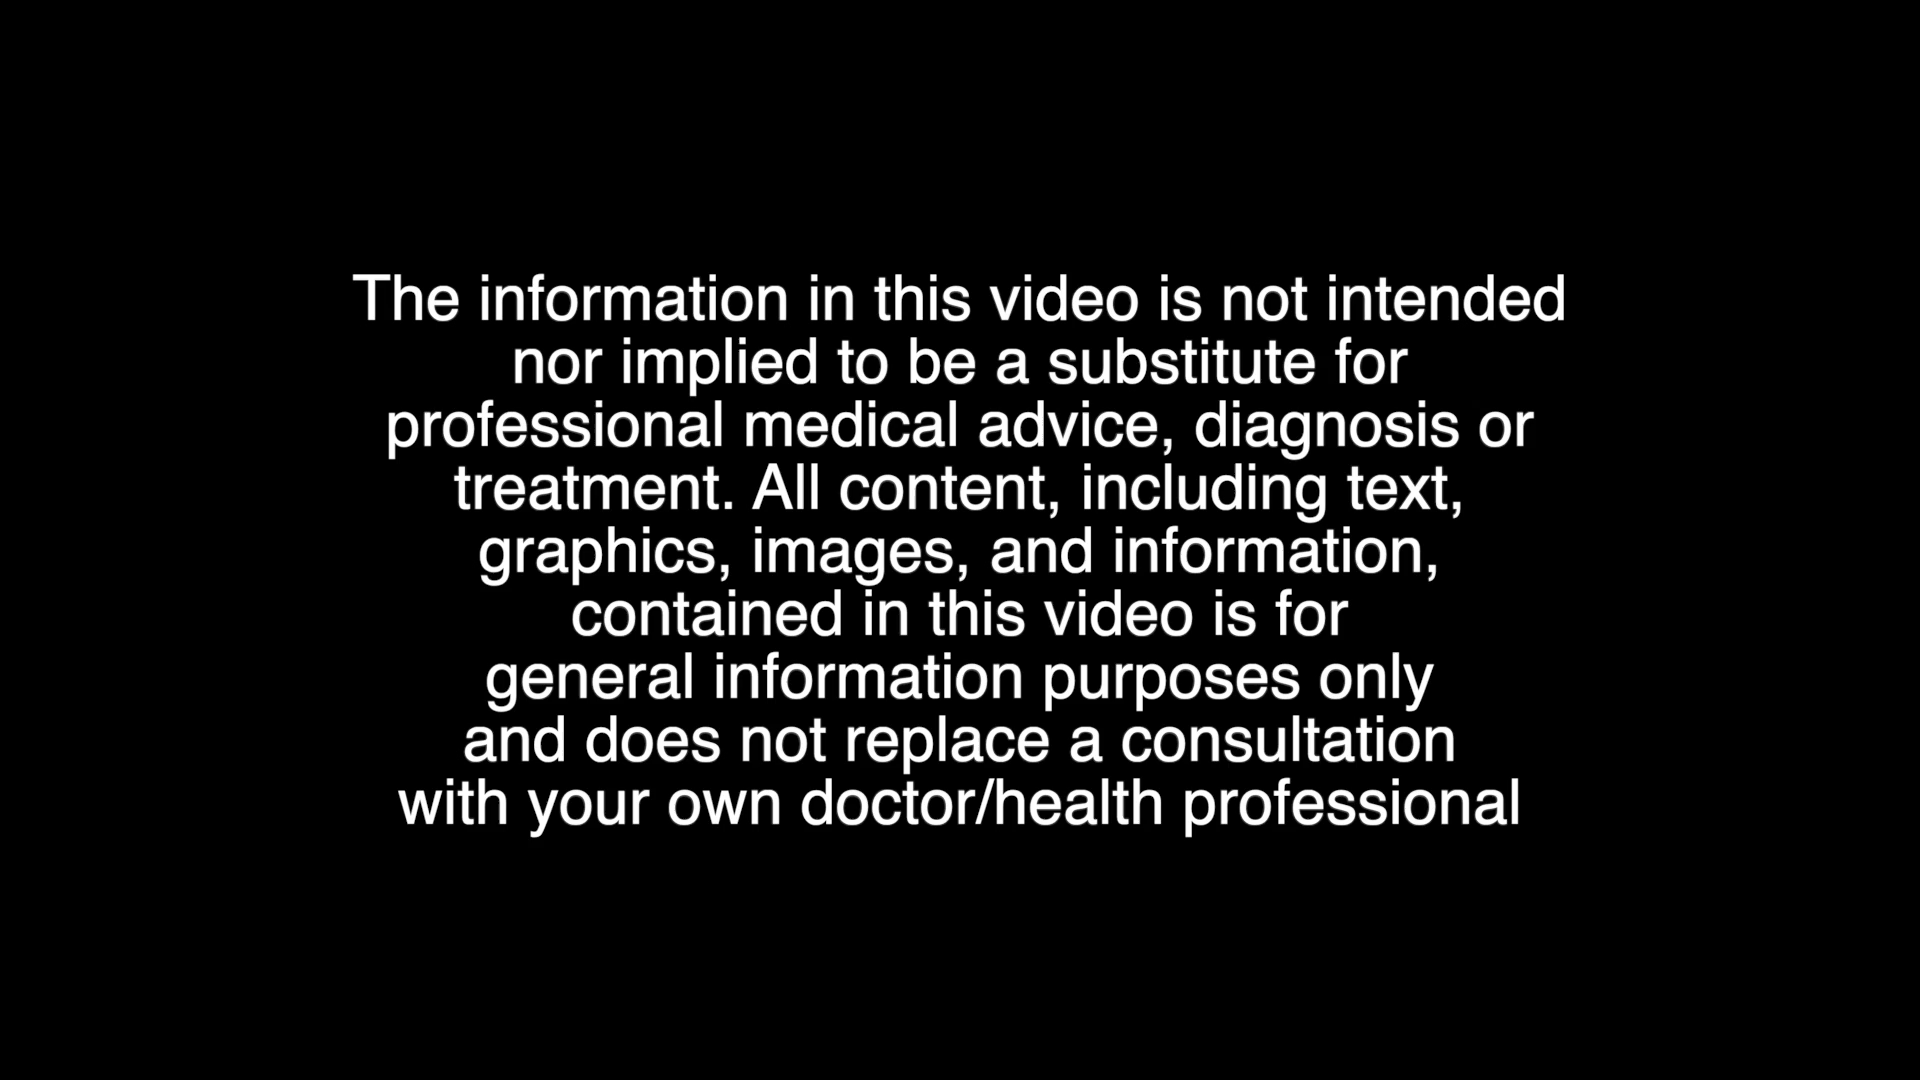 The information in this video is not intended
nor implied to be a substitute for
professional medical advice, diagnosis or
treatment. All content, including text,
graphics, images, and information,
contained in this video is for
general information purposes only
and does not replace a consultation
with your own doctor/health professional